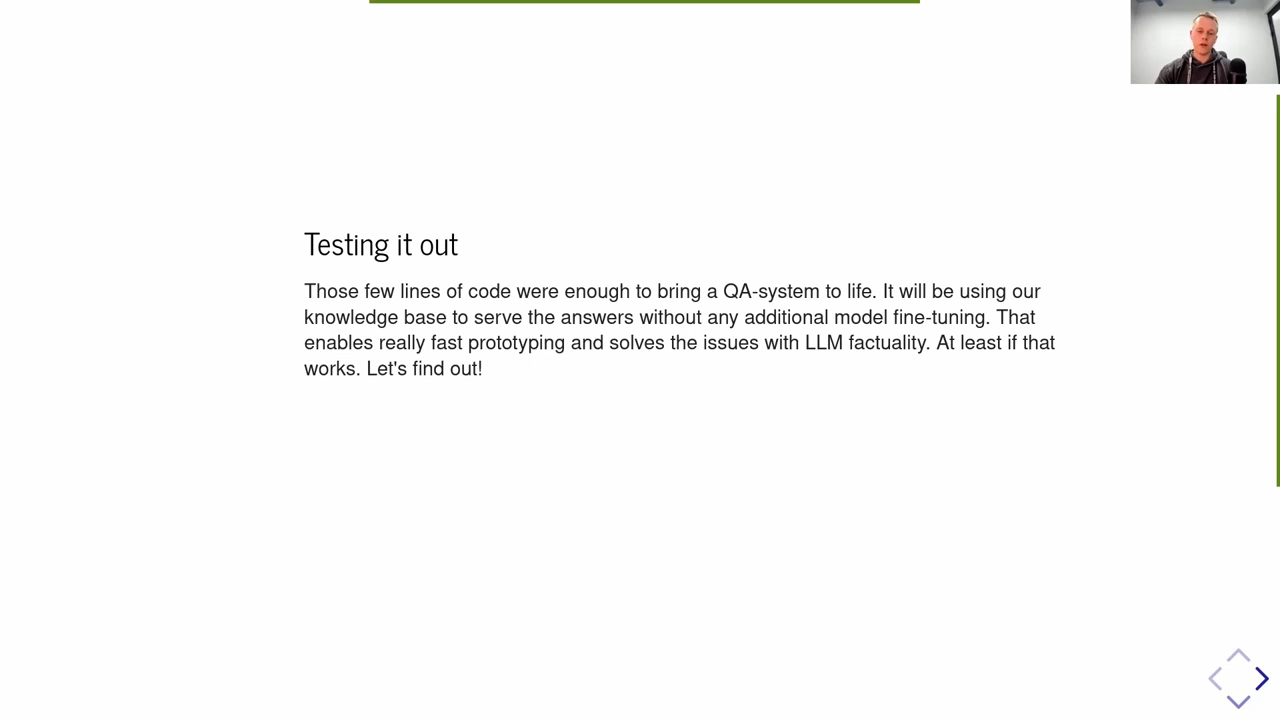 Testing it out
Those few lines of code were enough to bring a QA-system to life. It will be using our
knowledge base to serve the answers without any additional model fine-tuning. That
enables really fast prototyping and solves the issues with LLM factuality. At least if that
works. Let's find out!